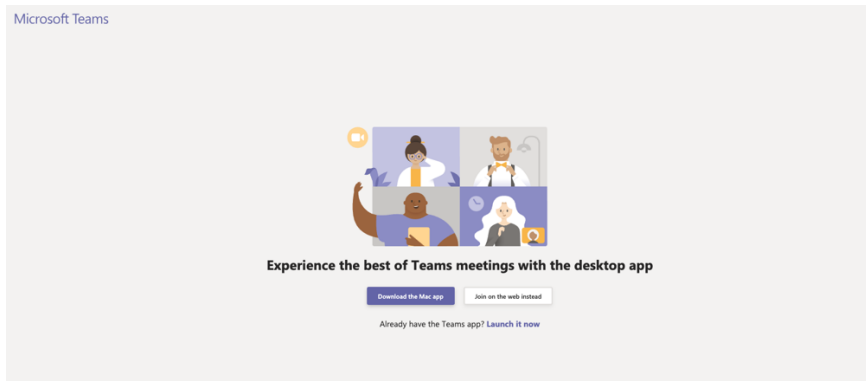 Microsoft Teams
Experience the best of Teams meetings with the desktop app
Download the Mac app
Join on the web instead
Already have the Teams app? Launch it now